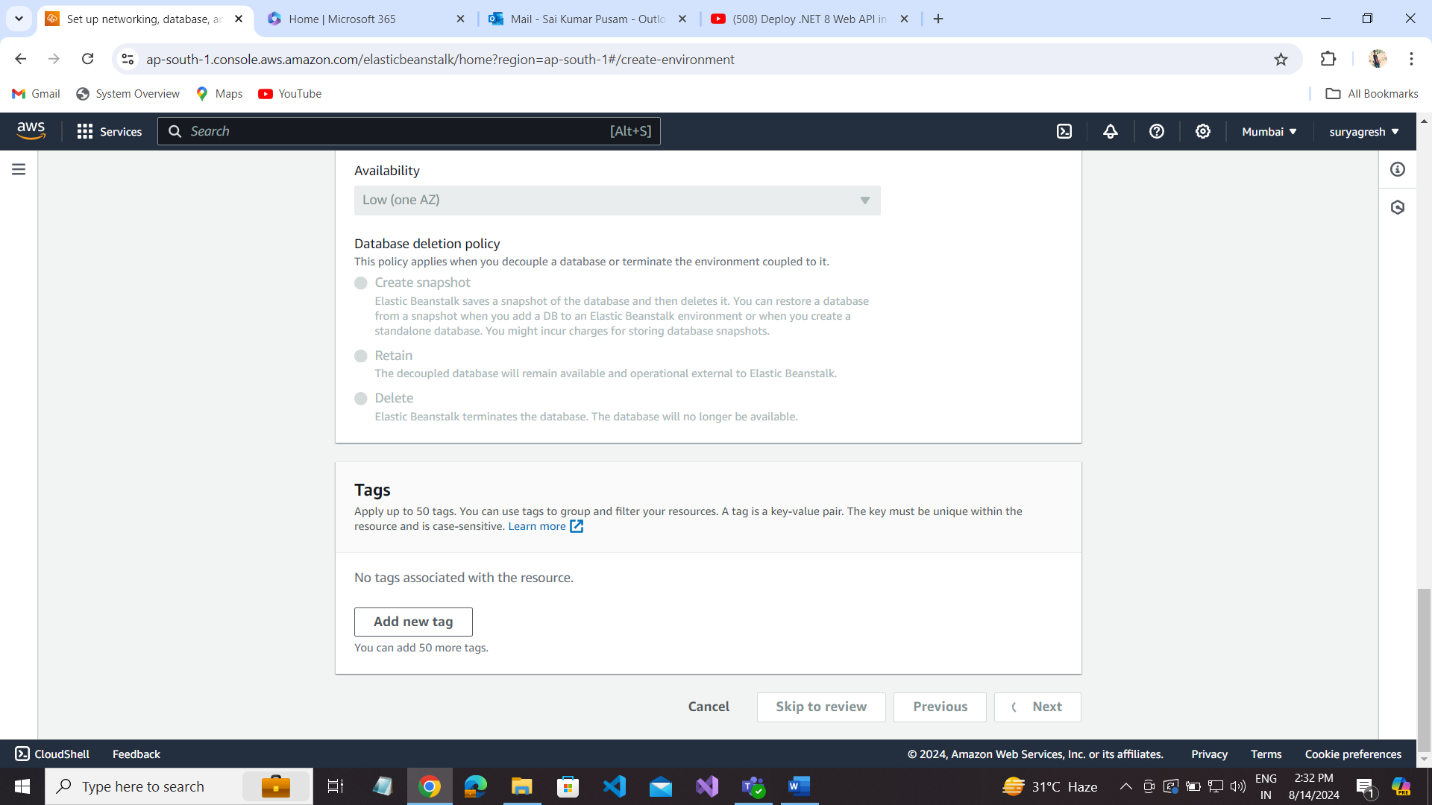 Set up networking, database, a
Home | Microsoft 365
Mail - Sai Kumar Pusam - Outlo
(508) Deploy .NET 8 Web API in
ap-south-1.console.aws.amazon.com/elasticbeanstalk/home?region=ap-south-1#/create-environment
Gmail
System Overview
Maps
YouTube
All Bookmarks
aws
Services
Search
[Alt+S]
Mumbai
suryagresh
Availability
Low (one AZ)
Database deletion policy
This policy applies when you decouple a database or terminate the environment coupled to it.
Create snapshot
Elastic Beanstalk saves a snapshot of the database and then deletes it. You can restore a database
from a snapshot when you add a DB to an Elastic Beanstalk environment or when you create a
standalone database. You might incur charges for storing database snapshots.
Retain
The decoupled database will remain available and operational external to Elastic Beanstalk.
Delete
Elastic Beanstalk terminates the database. The database will no longer be available.
Tags
Apply up to 50 tags. You can use tags to group and filter your resources. A tag is a key-value pair. The key must be unique within the
resource and is case-sensitive. Learn more
No tags associated with the resource.
Add new tag
You can add 50 more tags.
Cancel
Skip to review
Previous
Next
CloudShell
Feedback
© 2024, Amazon Web Services, Inc. or its affiliates.
Privacy
Terms
Cookie preferences
Type here to search
31°C Haze
ENG
IN
2:32 PM
8/14/2024
1